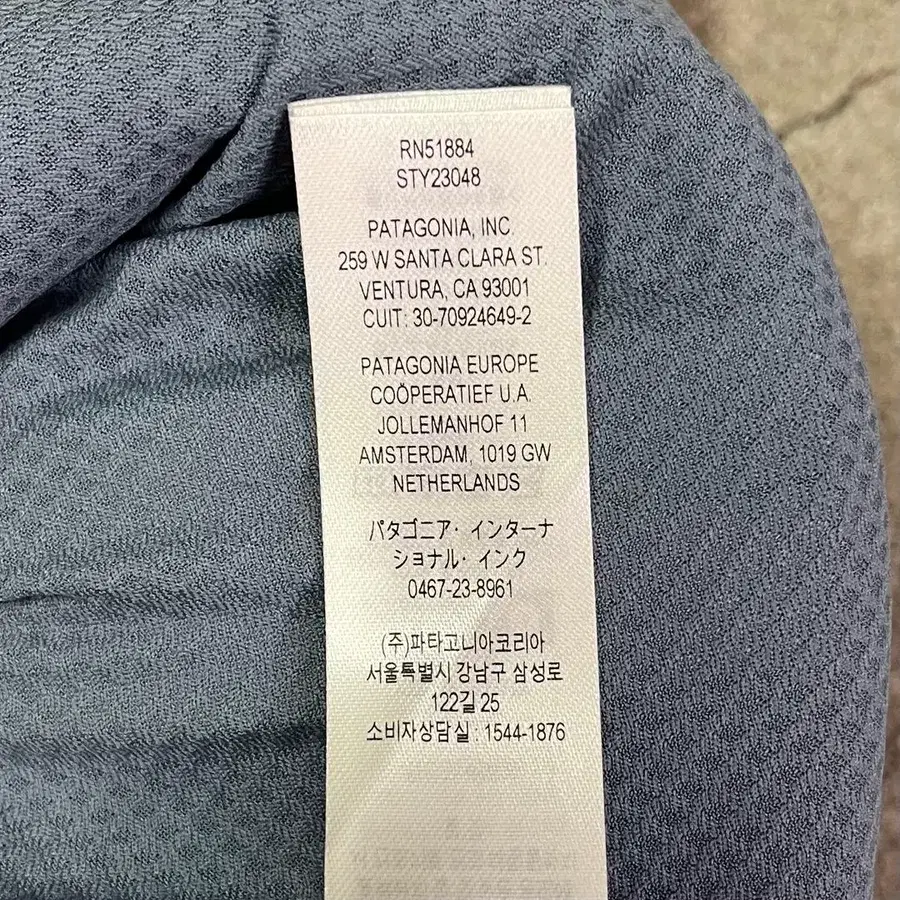 RN51884
STY23048
PATAGONIA, INC
259 W SANTA CLARA ST.
VENTURA, CA 93001
CUIT: 30-70924649-2
PATAGONIA EUROPE
COÖPERATIEF U.A.
JOLLEMANHOF 11
AMSTERDAM, 1019 GW
NETHERLANDS
パタゴニア・インターナ
ショナル・インク
0467-23-8961
(주)파타고니아코리아
서울특별시 강남구 삼성로
122길 25
소비자상담실 : 1544-1876